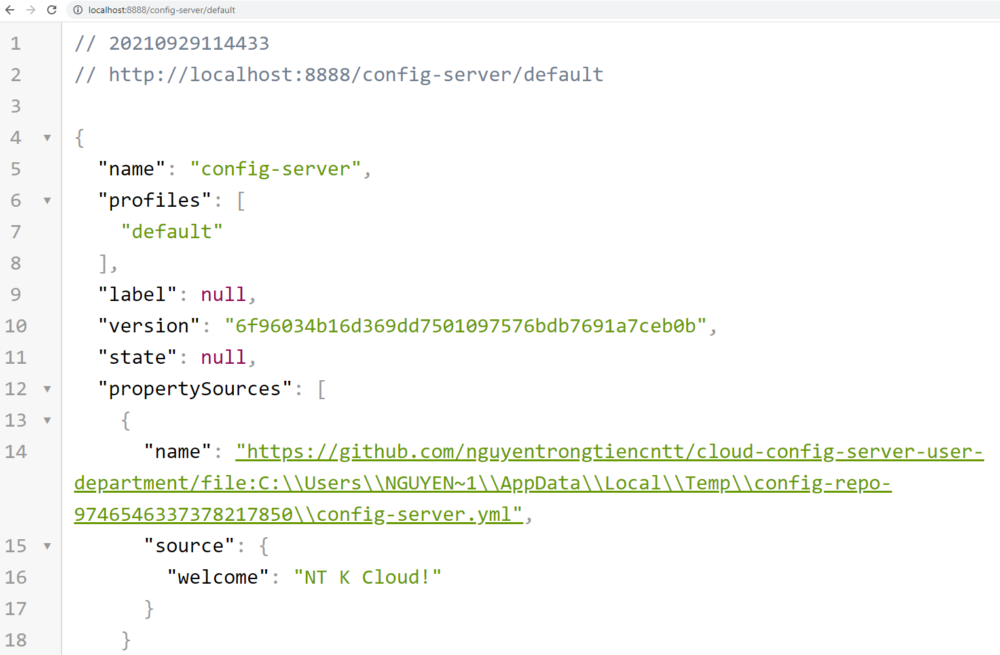 localhost:8888/config-server/default
1 // 20210929114433
2 // http://localhost:8888/config-server/default
3
4 {
5 "name": "config-server",
6 "profiles": [
7 "default"
8 ],
9 "label": null,
10 "version": "6f96034b16d369dd7501097576bdb7691a7ceb0b",
11 "state": null,
12 "propertySources": [
13 {
14 "name": "https://github.com/nguyentrongtiencntt/cloud-config-server-user-
department/file:C:\\Users\\NGUYEN~1\\AppData\\Local\\Temp\\config-repo-
9746546337378217850\\config-server.yml",
15 "source": {
16 "welcome": "NT K Cloud!"
17 }
18 }